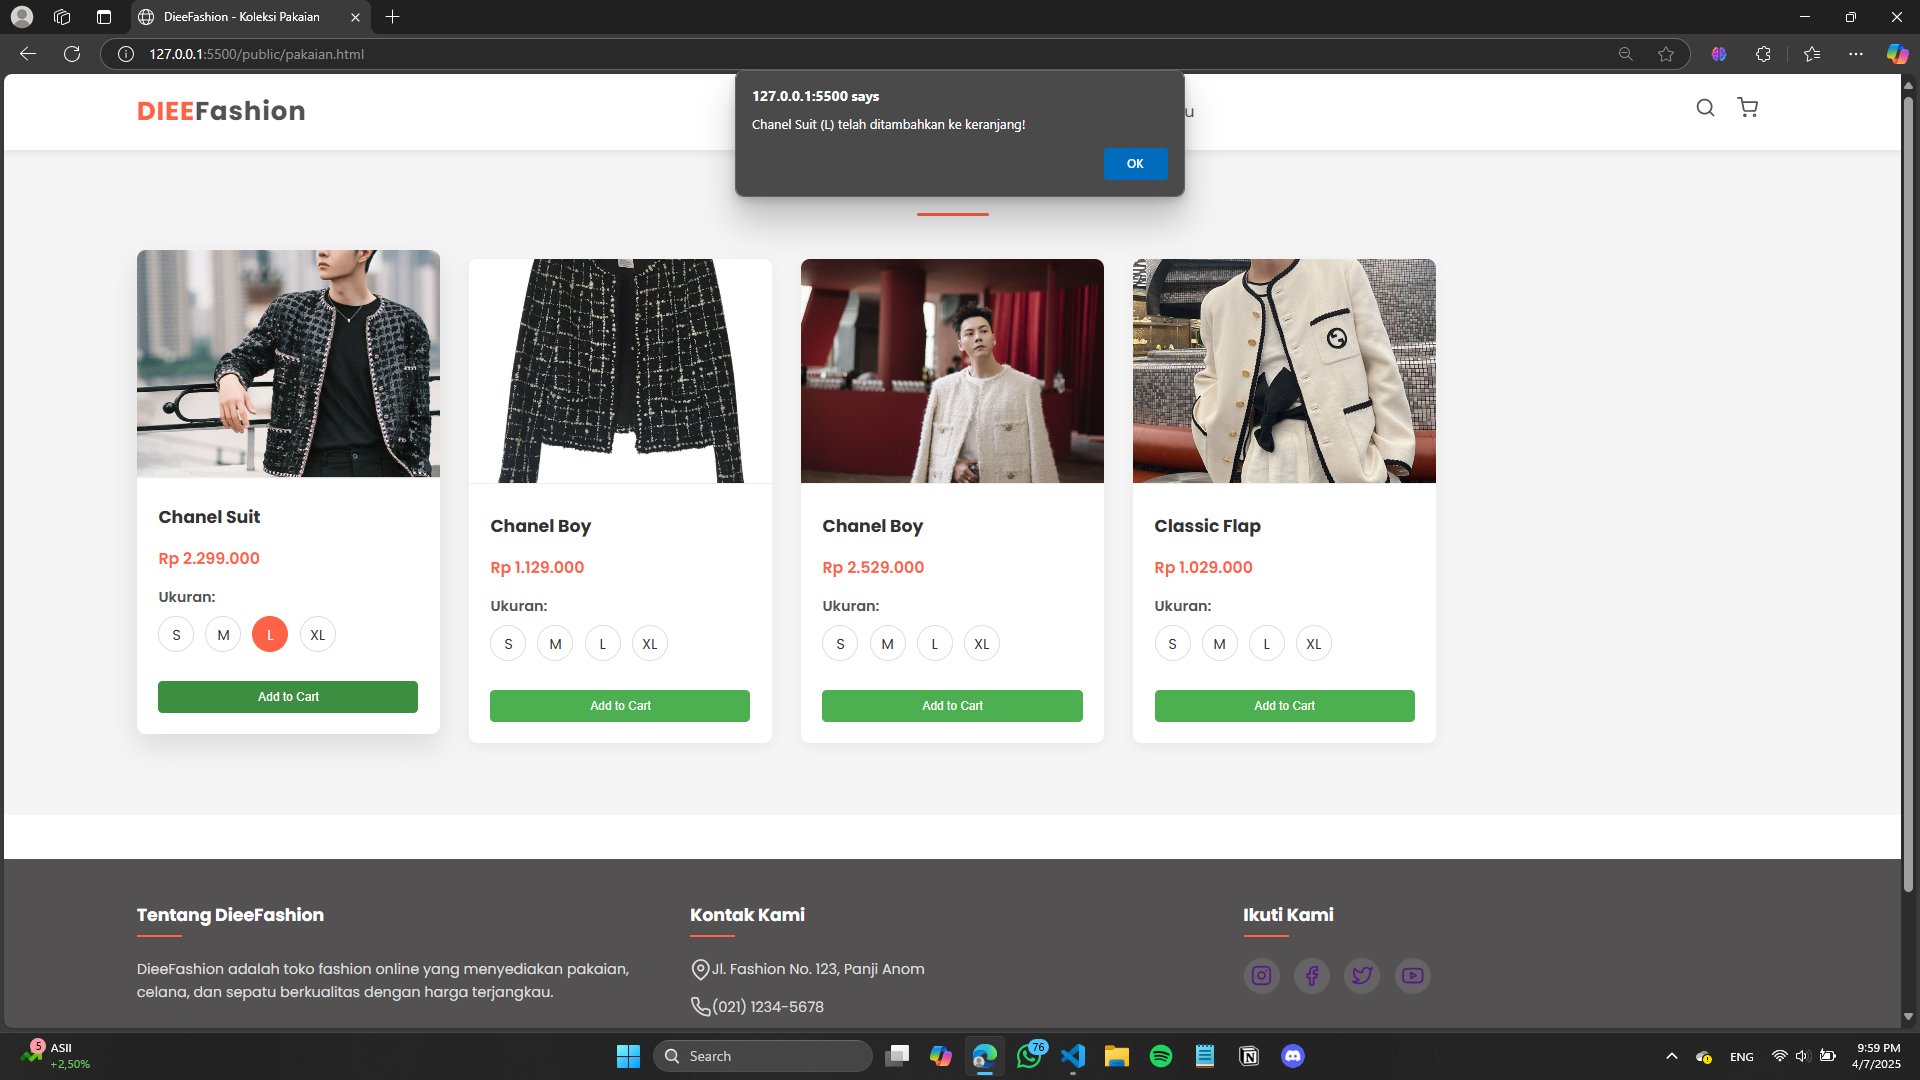 DieeFashion - Koleksi Pakaian
127.0.0.1:5500/public/pakaian.html
127.0.0.1:5500 says
Chanel Suit (L) telah ditambahkan ke keranjang!
OK
DIEEFashion
u
Chanel Suit
Rp 2.299.000
Ukuran:
S M L XL
Add to Cart
Chanel Boy
Rp 1.129.000
Ukuran:
S M L XL
Add to Cart
Chanel Boy
Rp 2.529.000
Ukuran:
S M L XL
Add to Cart
Classic Flap
Rp 1.029.000
Ukuran:
S M L XL
Add to Cart
Tentang DieeFashion
DieeFashion adalah toko fashion online yang menyediakan pakaian,
celana, dan sepatu berkualitas dengan harga terjangkau.
Kontak Kami
Jl. Fashion No. 123, Panji Anom
(021) 1234-5678
Ikuti Kami
5
ASII
+2,50%
Search
76
ENG
9:59 PM
4/7/2025